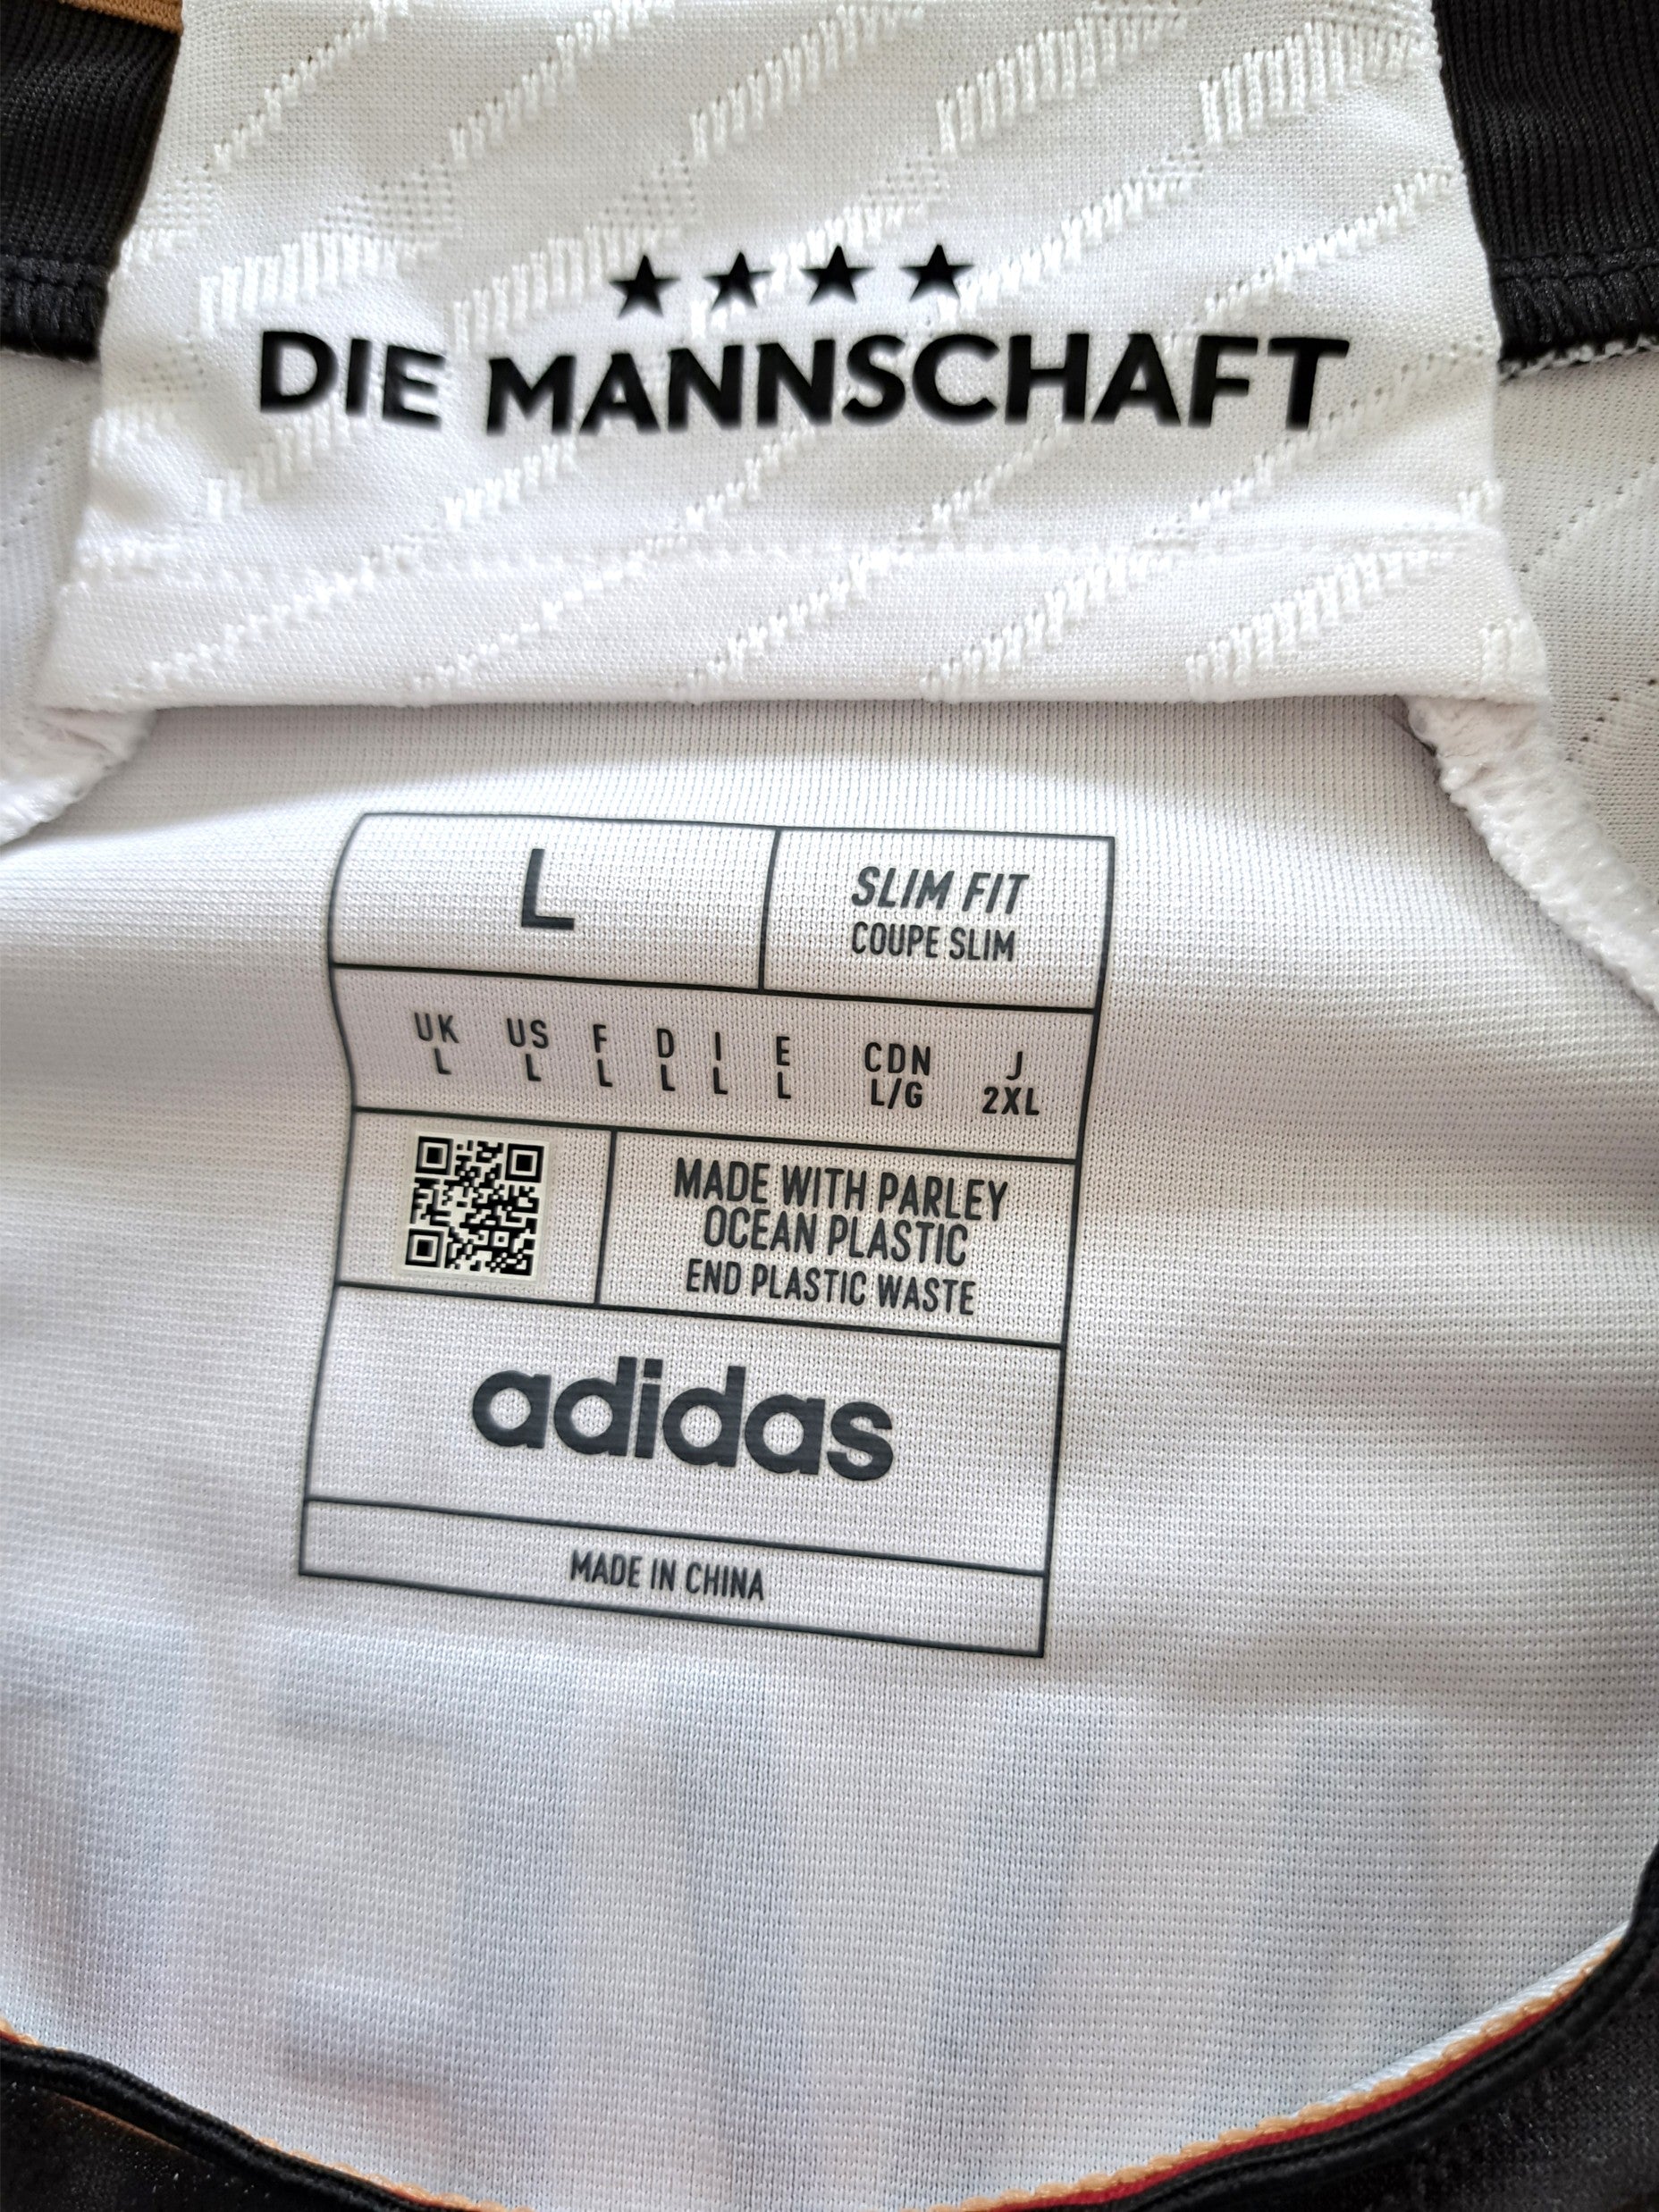 ★★★★
DIE MANNSCHAFT
L
SLIM FIT
COUPE SLIM
UK US F D I E CDN J
L L L L L L L/G 2XL
MADE WITH PARLEY
OCEAN PLASTIC
END PLASTIC WASTE
adidas
MADE IN CHINA